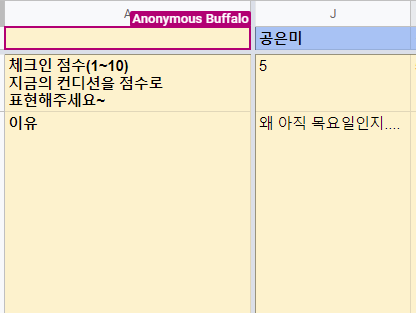 A
J
Anonymous Buffalo
공은미
체크인 점수(1~10)
지금의 컨디션을 점수로
표현해주세요~
5
이유
왜 아직 목요일인지....